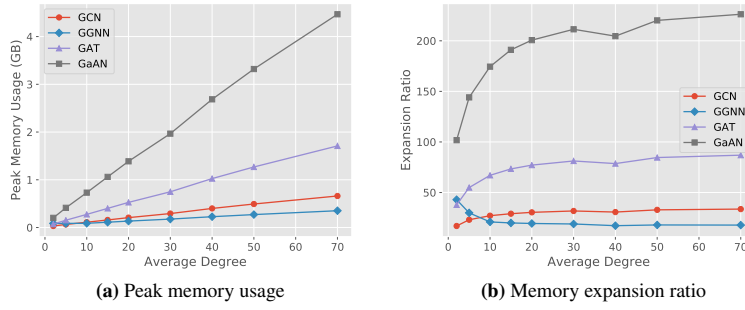 GCN
GGNN
GAT
GaAN
Peak Memory Usage (GB)
4
3
2
1
0
0 10 20 30 40 50 60 70
Average Degree
(a) Peak memory usage
GCN
GGNN
GAT
GaAN
Expansion Ratio
200
150
100
50
0 10 20 30 40 50 60 70
Average Degree
(b) Memory expansion ratio